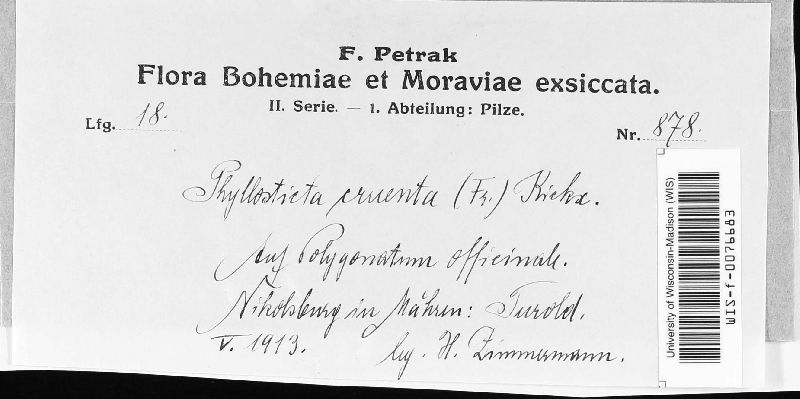 F. Petrak
Flora Bohemiae et Moraviae exsiccata.
II. Serie. — 1. Abteilung: Pilze.
Lfg. 18.
Nr. 878.
Phyllosticta cruenta (Fr.) Kickx.
Auf Polygonatum officinale.
Nikolsburg in Mähren: Turold.
V. 1913. leg. H. Zimmermann.
University of Wisconsin-Madison (WIS)
WIS-f-0079693